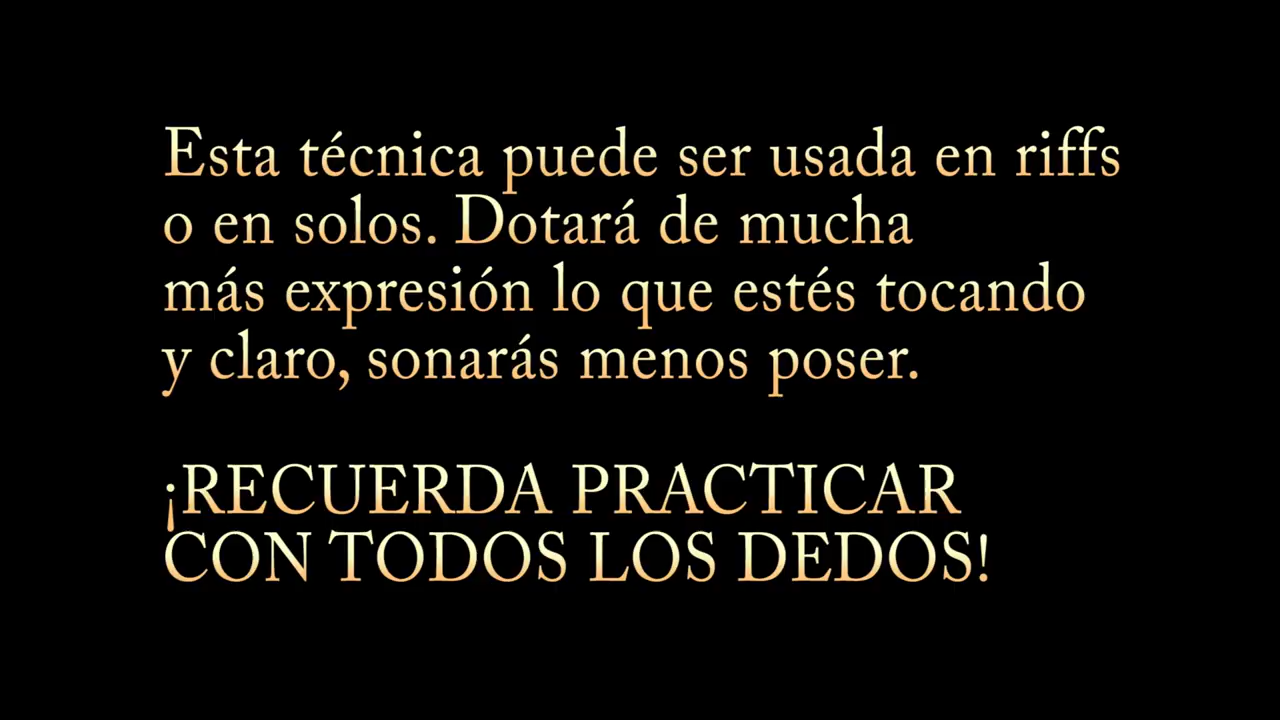 Esta técnica puede ser usada en riffs
o en solos. Dotará de mucha
más expresión lo que estés tocando
y claro, sonarás menos poser.
¡RECUERDA PRACTICAR
CON TODOS LOS DEDOS!